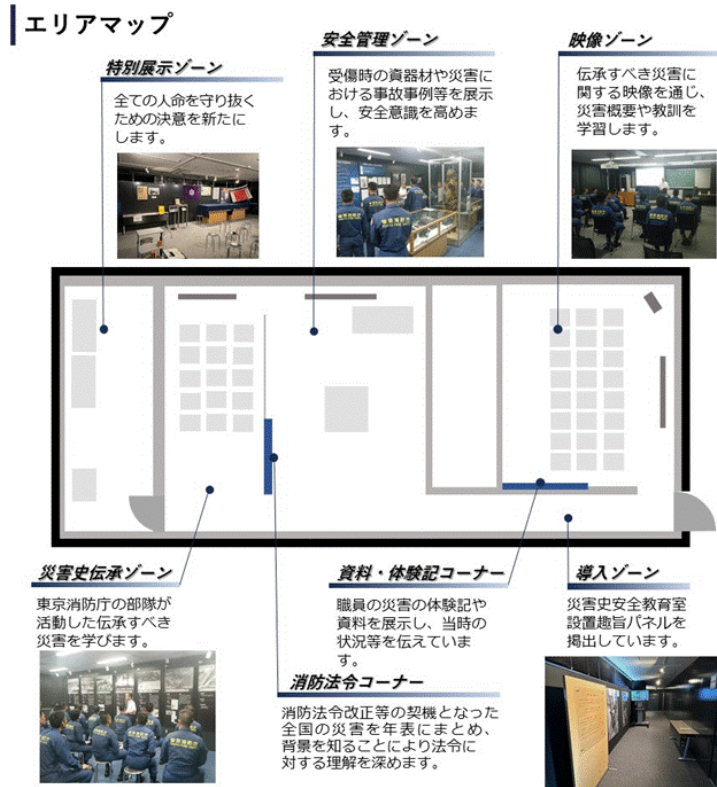 エリアマップ
特別展示ゾーン
全ての人命を守り抜く
ための決意を新たに
します。
安全管理ゾーン
受傷時の資器材や災害に
おける事故事例等を展示
し、安全意識を高めま
す。
映像ゾーン
伝承すべき災害に
関する映像を通じ、
災害概要や教訓を
学習します。
災害史伝承ゾーン
東京消防庁の部隊が
活動した伝承すべき
災害を学びます。
資料・体験記コーナー
職員の災害の体験記や
資料を展示し、当時の
状況等を伝えていま
す。
導入ゾーン
災害史安全教育室
設置趣旨パネルを
掲出しています。
消防法令コーナー
消防法令改正等の契機となった
全国の災害を年表にまとめ、
背景を知ることにより法令に
対する理解を深めます。